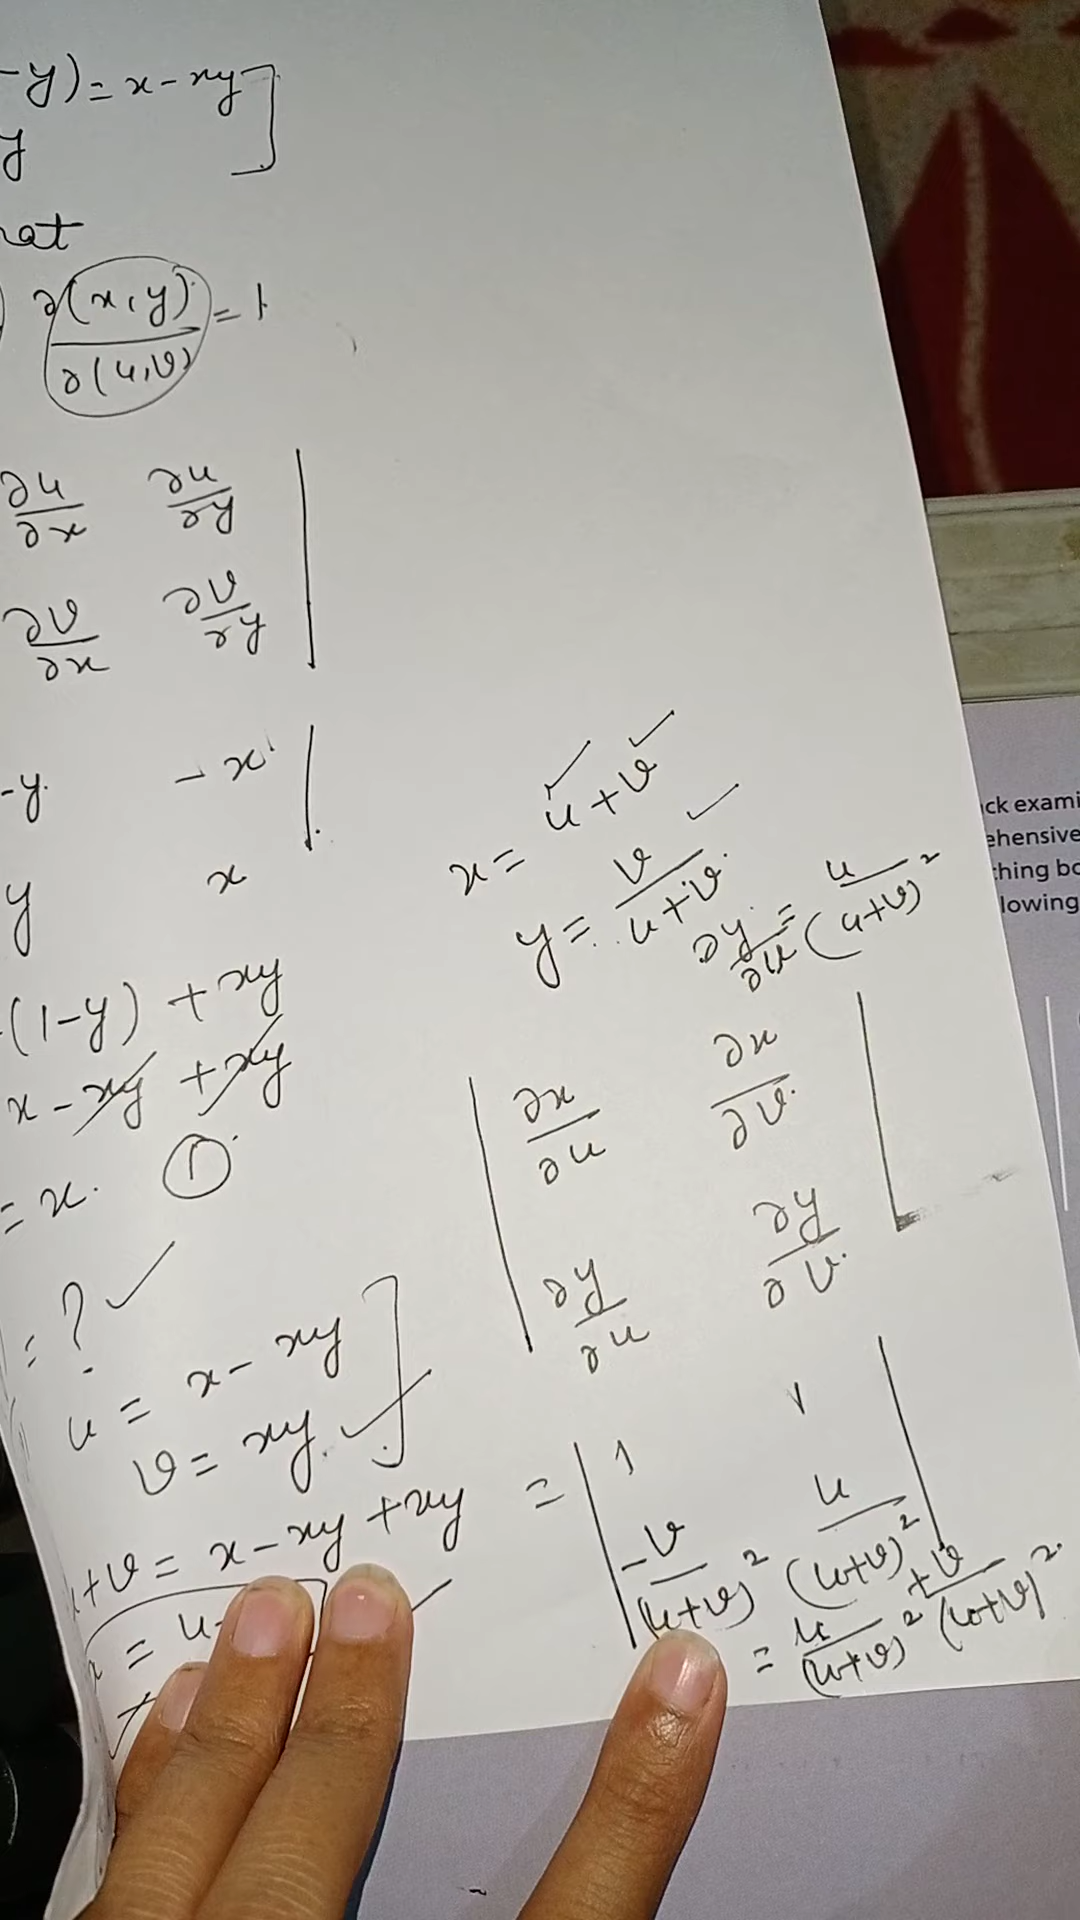 -y) = x - xy ]
y
hat
∂(x,y)/∂(u,v) = 1
∂u/∂x ∂u/∂y |
∂v/∂x ∂v/∂y |
-y - x |
y x
(1-y) + xy
x - xy + xy
= x. ①
= ? ✓
u = x - xy ]
v = xy. ✓
+v = x - xy + xy
= u
x = u + v
y = v/(u+v)
∂y/∂v = u/(u+v)²
| ∂x/∂u ∂x/∂v |
| ∂y/∂u ∂y/∂v |
= | 1 1 |
| -v/(u+v)² u/(u+v)² |
= u/(u+v)² + v/(u+v)²
ck exami
ehensive
hing bo
lowing